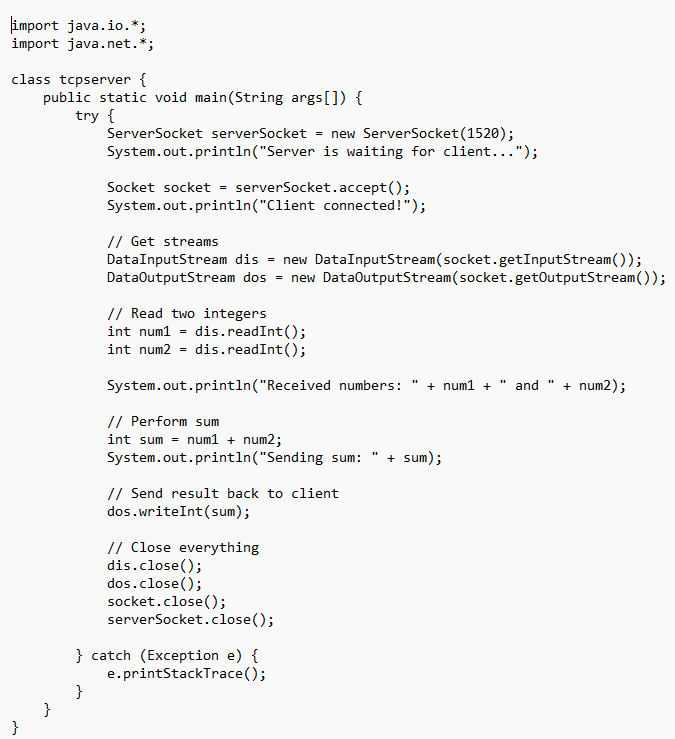 import java.io.*;
import java.net.*;

class tcpserver {
    public static void main(String args[]) {
        try {
            ServerSocket serverSocket = new ServerSocket(1520);
            System.out.println("Server is waiting for client...");

            Socket socket = serverSocket.accept();
            System.out.println("Client connected!");

            // Get streams
            DataInputStream dis = new DataInputStream(socket.getInputStream());
            DataOutputStream dos = new DataOutputStream(socket.getOutputStream());

            // Read two integers
            int num1 = dis.readInt();
            int num2 = dis.readInt();

            System.out.println("Received numbers: " + num1 + " and " + num2);

            // Perform sum
            int sum = num1 + num2;
            System.out.println("Sending sum: " + sum);

            // Send result back to client
            dos.writeInt(sum);

            // Close everything
            dis.close();
            dos.close();
            socket.close();
            serverSocket.close();

        } catch (Exception e) {
            e.printStackTrace();
        }
    }
}